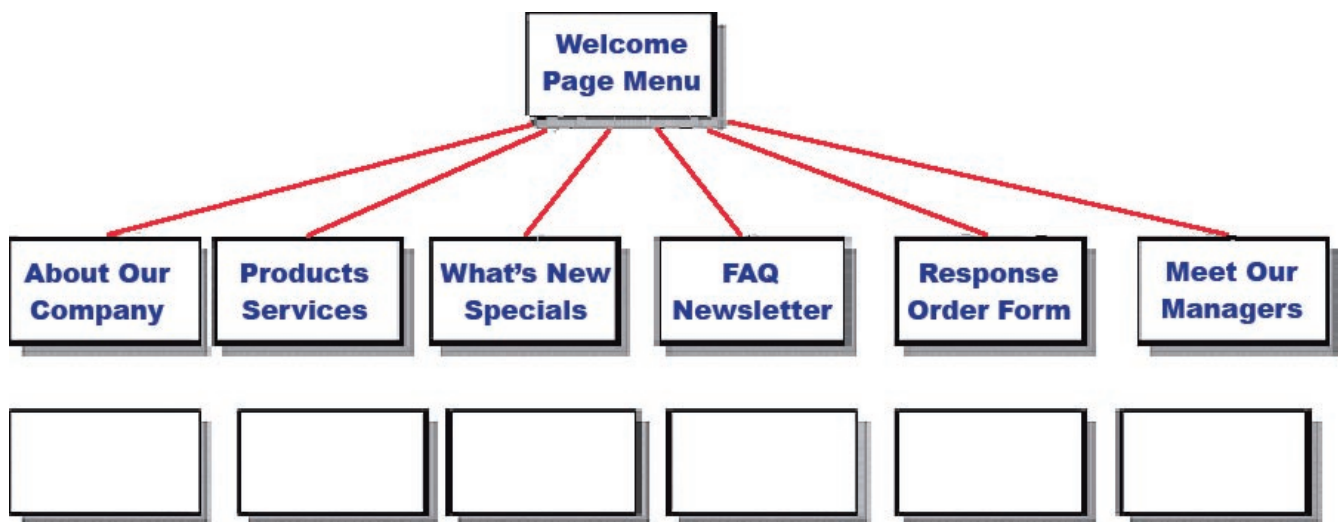 Welcome
Page Menu
About Our
Company
Products
Services
What's New
Specials
FAQ
Newsletter
Response
Order Form
Meet Our
Managers